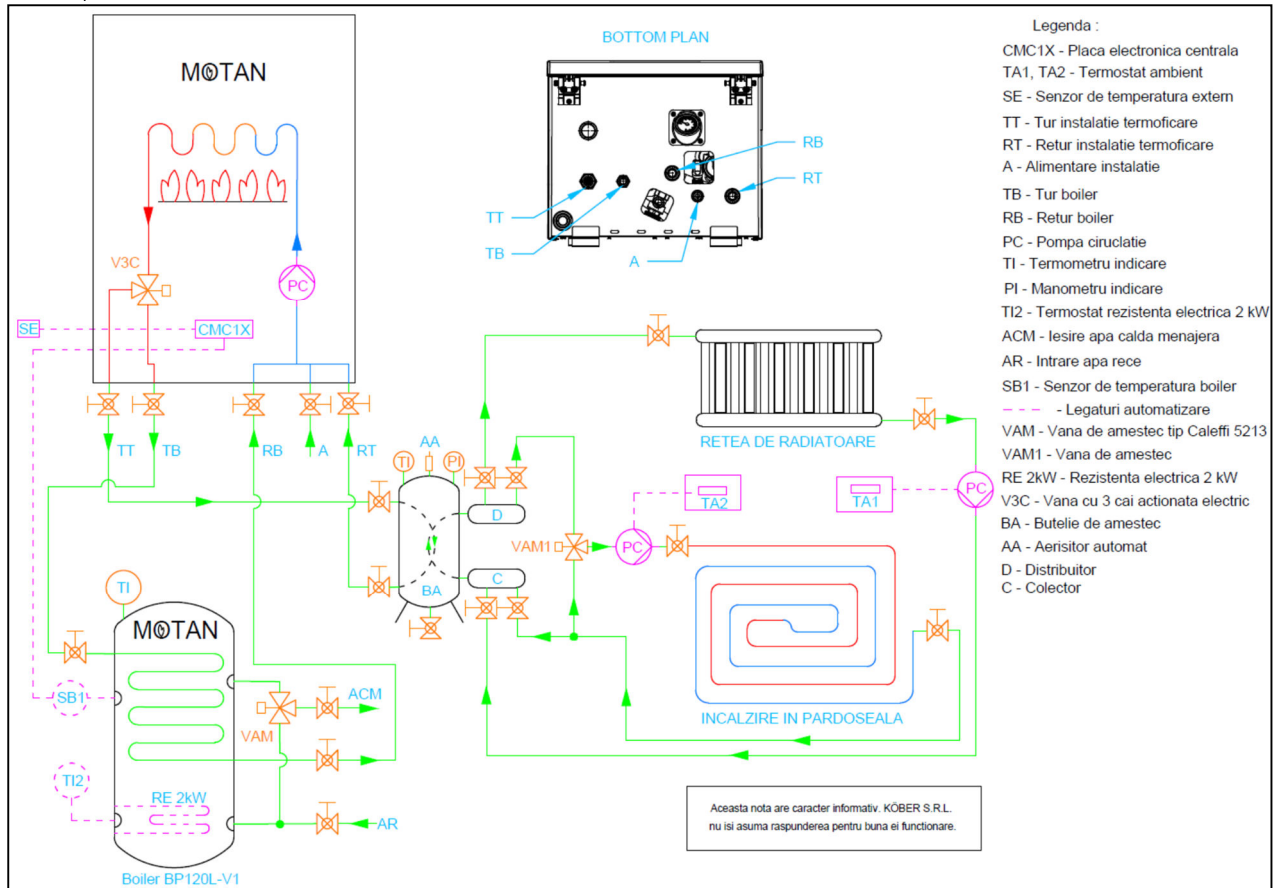 MOTAN
V3C
PC
SE
CMC1X
TT
TB
RB
A
RT
BOTTOM PLAN
RB
RT
TT
TB
A
Legenda :
CMC1X - Placa electronica centrala
TA1, TA2 - Termostat ambient
SE - Senzor de temperatura extern
TT - Tur instalatie termoficare
RT - Retur instalatie termoficare
A - Alimentare instalatie
TB - Tur boiler
RB - Retur boiler
PC - Pompa ciruclatie
TI - Termometru indicare
PI - Manometru indicare
TI2 - Termostat rezistenta electrica 2 kW
ACM - Iesire apa calda menajera
AR - Intrare apa rece
SB1 - Senzor de temperatura boiler
- Legaturi automatizare
VAM - Vana de amestec tip Caleffi 5213
VAM1 - Vana de amestec
RE 2kW - Rezistenta electrica 2 kW
V3C - Vana cu 3 cai actionata electric
BA - Butelie de amestec
AA - Aerisitor automat
D - Distribuitor
C - Colector
RETEA DE RADIATOARE
AA
TI
PI
D
C
BA
VAM1
PC
TA2
TA1
PC
INCALZIRE IN PARDOSEALA
TI
MOTAN
SB1
TI2
RE 2kW
VAM
ACM
AR
Boiler BP120L-V1
Aceasta nota are caracter informativ. KÖBER S.R.L.
nu isi asuma raspunderea pentru buna ei functionare.